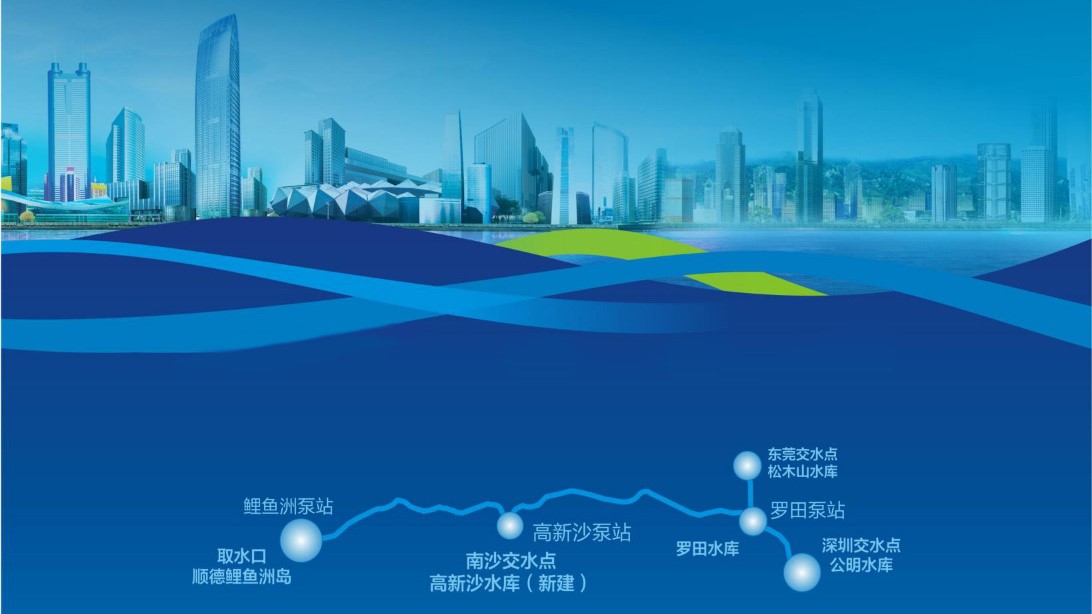 鲤鱼洲泵站
取水口
顺德鲤鱼洲岛
高新沙泵站
南沙交水点
高新沙水库（新建）
东莞交水点
松木山水库
罗田泵站
罗田水库
深圳交水点
公明水库